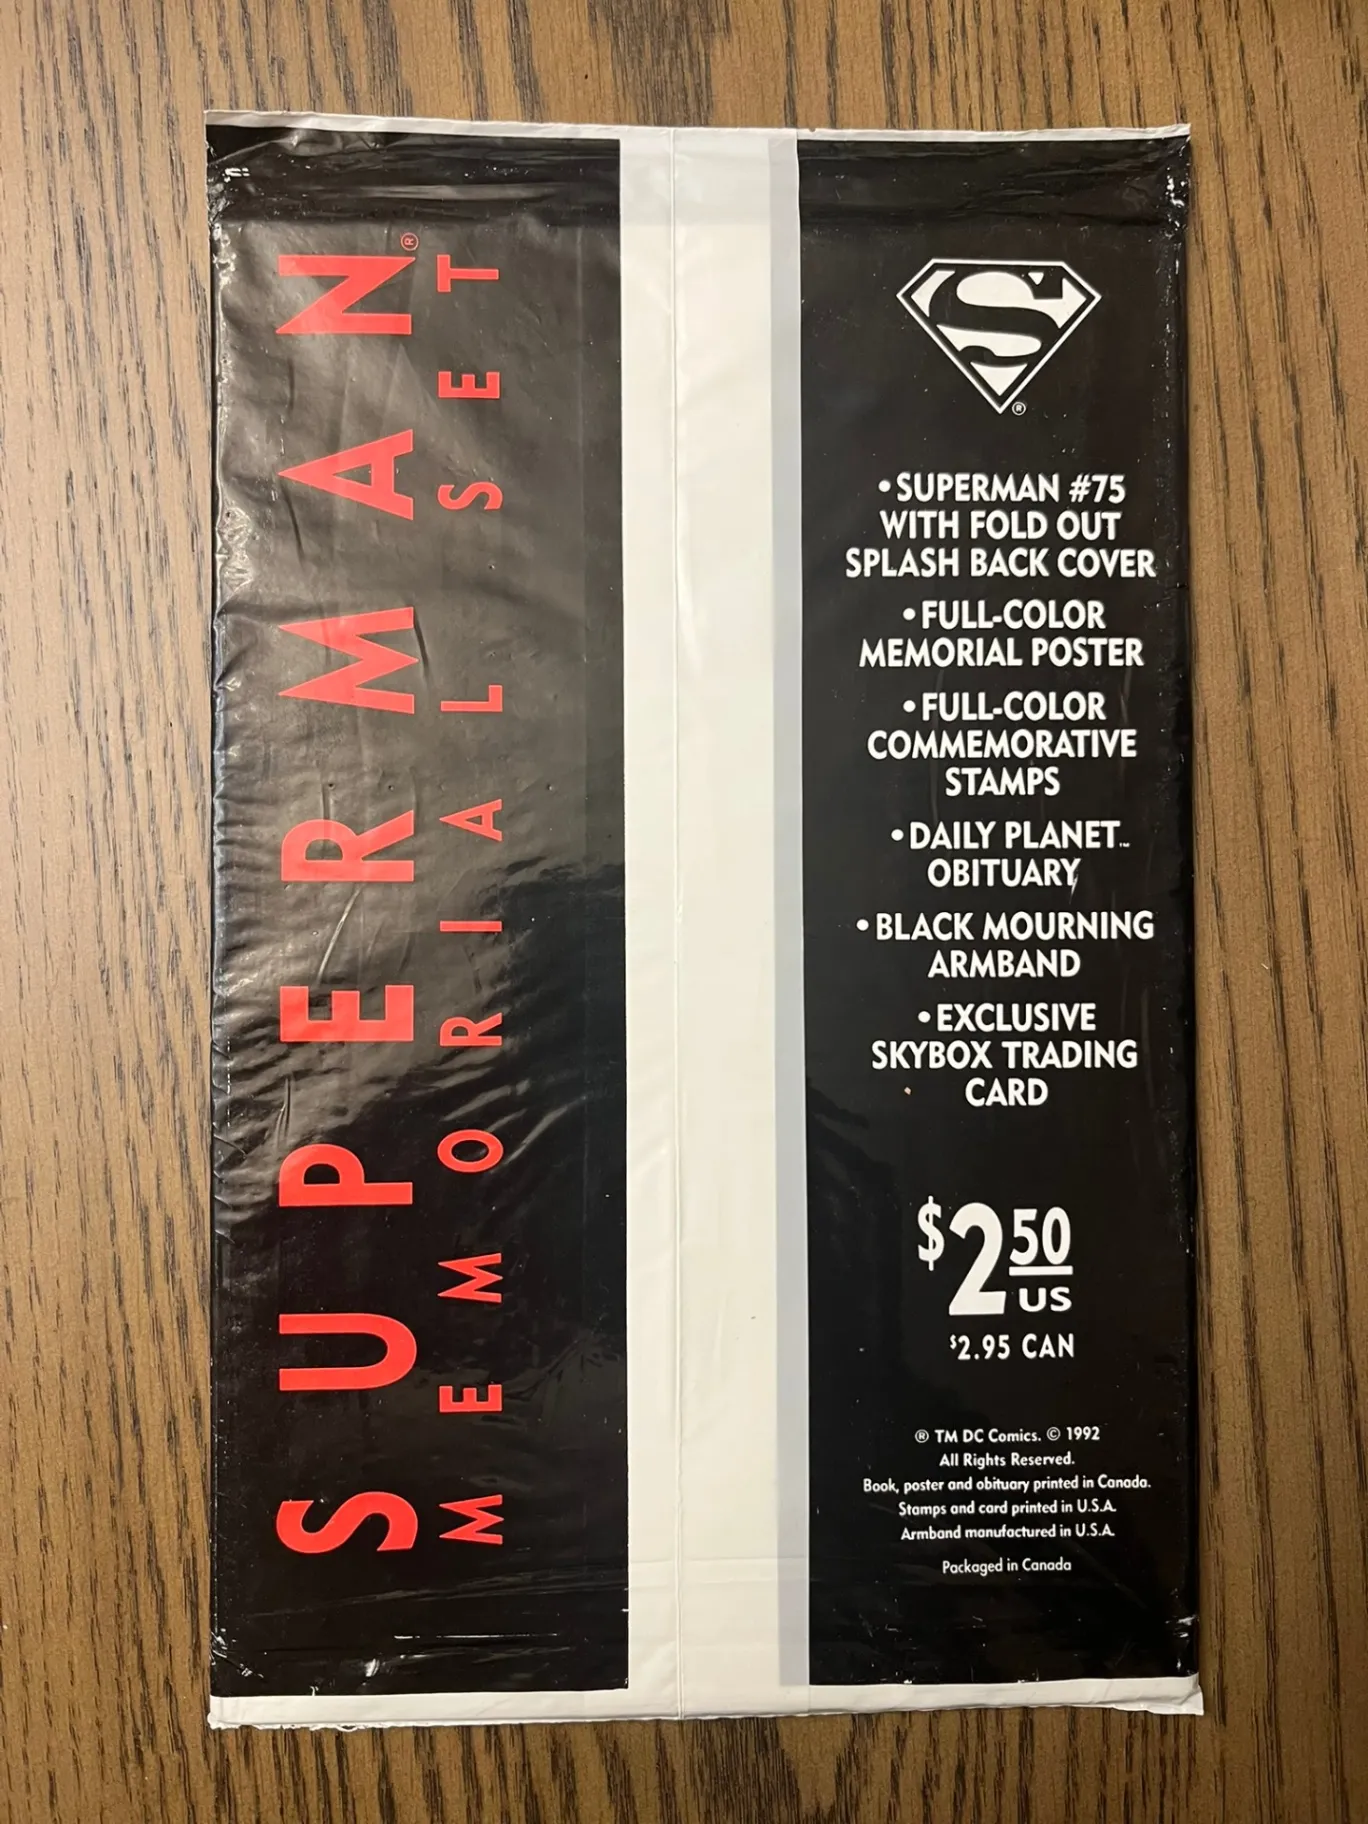 SUPERMAN®
MEMORIAL SET
S
®
• SUPERMAN #75
WITH FOLD OUT
SPLASH BACK COVER
• FULL-COLOR
MEMORIAL POSTER
• FULL-COLOR
COMMEMORATIVE
STAMPS
• DAILY PLANET™
OBITUARY
• BLACK MOURNING
ARMBAND
• EXCLUSIVE
SKYBOX TRADING
CARD
$2.50
US
$2.95 CAN
® TM DC Comics. © 1992
All Rights Reserved.
Book, poster and obituary printed in Canada.
Stamps and card printed in U.S.A.
Armband manufactured in U.S.A.
Packaged in Canada